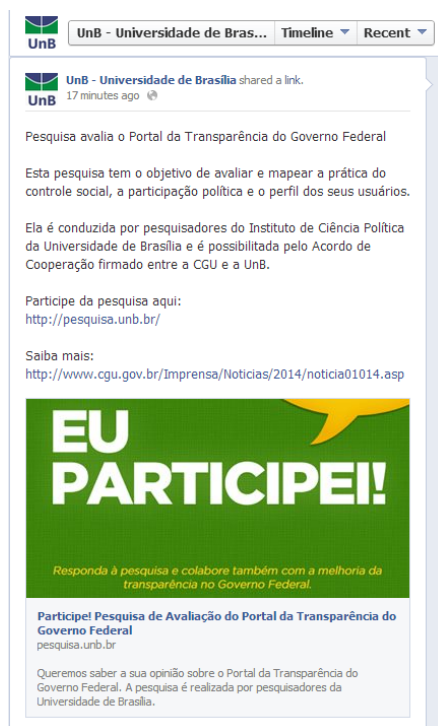 UnB
UnB - Universidade de Bras... Timeline Recent
UnB
UnB - Universidade de Brasília shared a link.
17 minutes ago
Pesquisa avalia o Portal da Transparência do Governo Federal
Esta pesquisa tem o objetivo de avaliar e mapear a prática do
controle social, a participação política e o perfil dos seus usuários.
Ela é conduzida por pesquisadores do Instituto de Ciência Política
da Universidade de Brasília e é possibilitada pelo Acordo de
Cooperação firmado entre a CGU e a UnB.
Participe da pesquisa aqui:
http://pesquisa.unb.br/
Saiba mais:
http://www.cgu.gov.br/Imprensa/Noticias/2014/noticia01014.asp
EU
PARTICIPEI!
Responda à pesquisa e colabore também com a melhoria da
transparência no Governo Federal.
Participe! Pesquisa de Avaliação do Portal da Transparência do
Governo Federal
pesquisa.unb.br
Queremos saber a sua opinião sobre o Portal da Transparência do
Governo Federal. A pesquisa é realizada por pesquisadores da
Universidade de Brasília.